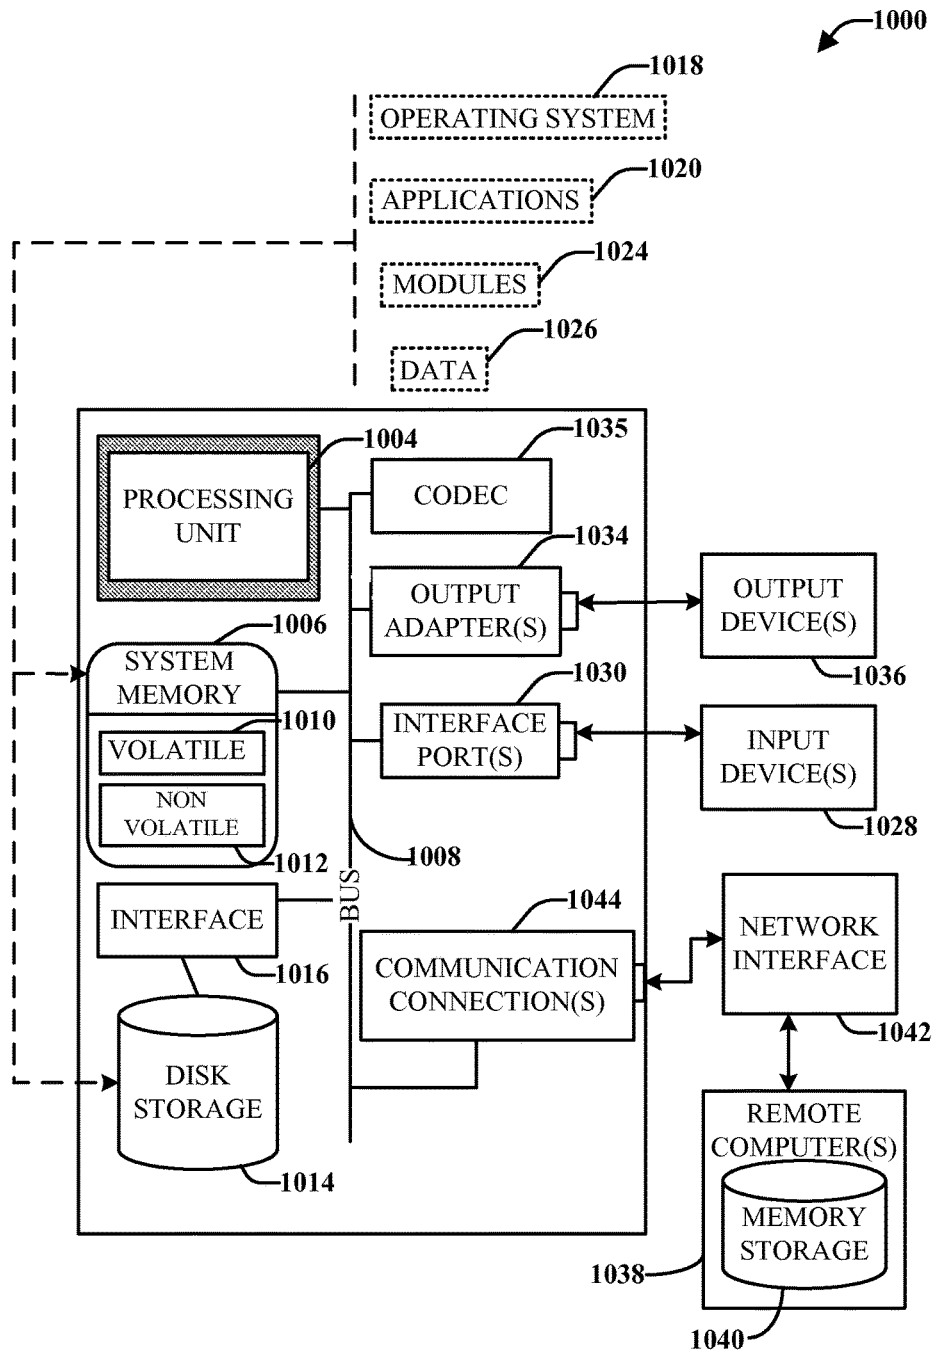 1000
1018
OPERATING SYSTEM
1020
APPLICATIONS
1024
MODULES
1026
DATA
1004
PROCESSING
UNIT
1035
CODEC
1034
OUTPUT
ADAPTER(S)
OUTPUT
DEVICE(S)
1036
1006
SYSTEM
MEMORY
1010
VOLATILE
NON
VOLATILE
1012
1030
INTERFACE
PORT(S)
INPUT
DEVICE(S)
1028
1008
BUS
INTERFACE
1016
1044
COMMUNICATION
CONNECTION(S)
NETWORK
INTERFACE
1042
DISK
STORAGE
1014
REMOTE
COMPUTER(S)
MEMORY
STORAGE
1038
1040